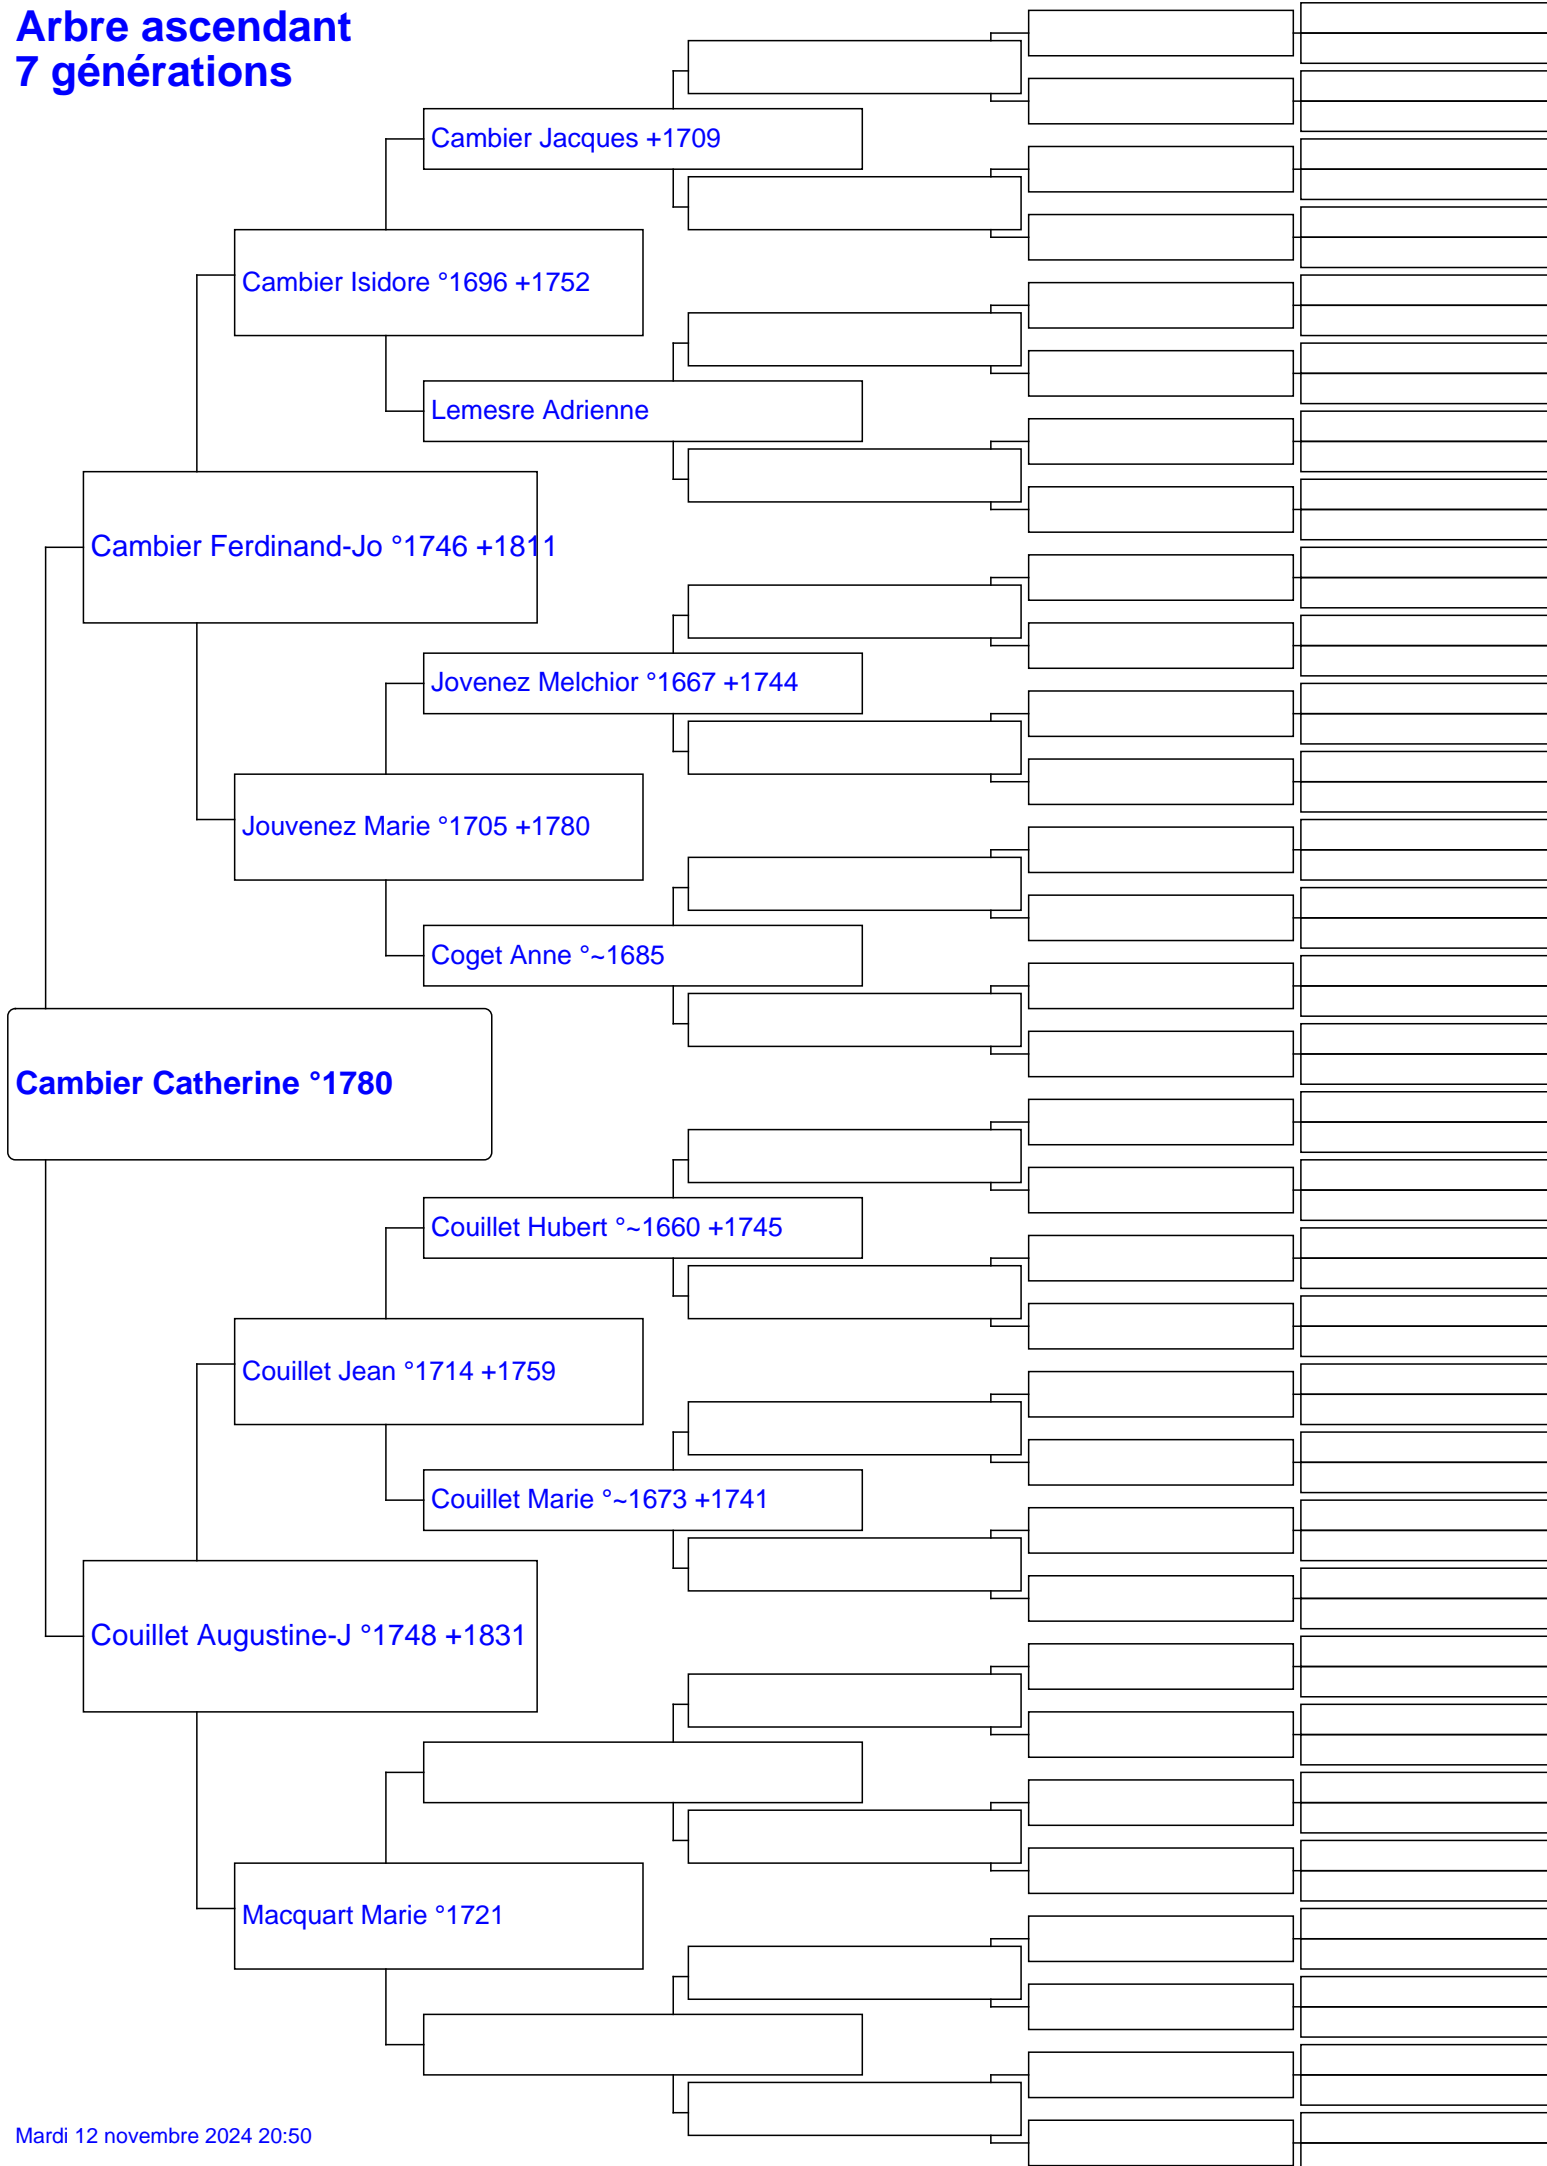 Arbre ascendant
7 générations
Cambier Jacques +1709
Cambier Isidore °1696 +1752
Lemesre Adrienne
Cambier Ferdinand-Jo °1746 +1811
Jovenez Melchior °1667 +1744
Jouvenez Marie °1705 +1780
Coget Anne °~1685
Cambier Catherine °1780
Couillet Hubert °~1660 +1745
Couillet Jean °1714 +1759
Couillet Marie °~1673 +1741
Couillet Augustine-J °1748 +1831
Macquart Marie °1721
Mardi 12 novembre 2024 20:50